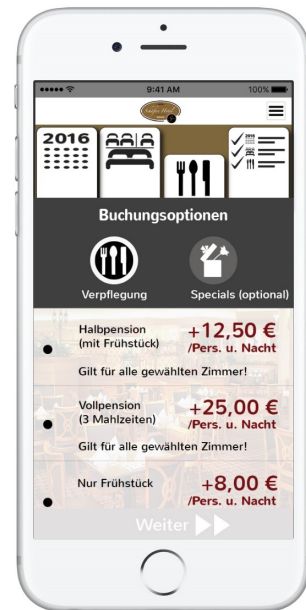 9:41 AM
100%
2016
2016
Buchungsoptionen
Verpflegung
Specials (optional)
Halbpension
(mit Frühstück)
+12,50 €
/Pers. u. Nacht
Gilt für alle gewählten Zimmer!
Vollpension
(3 Mahlzeiten)
+25,00 €
/Pers. u. Nacht
Gilt für alle gewählten Zimmer!
Nur Frühstück
+8,00 €
/Pers. u. Nacht
Weiter